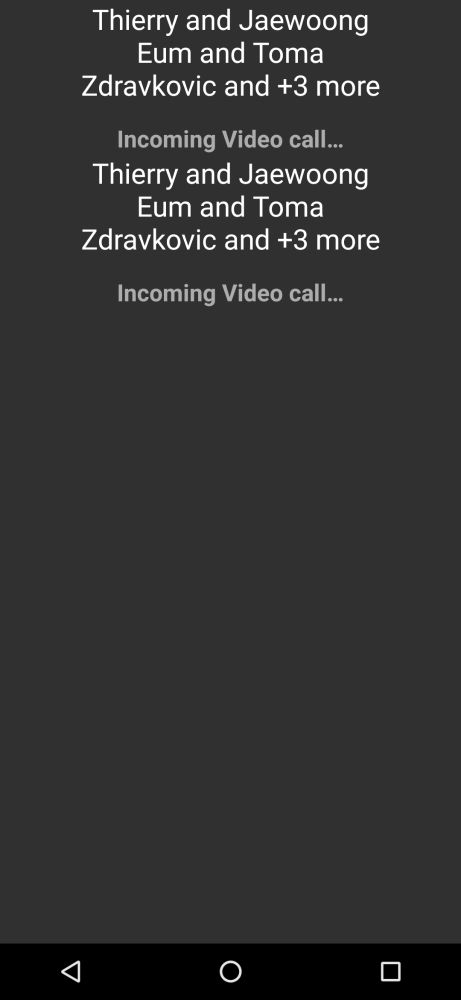 Thierry and Jaewoong
Eum and Toma
Zdravkovic and +3 more
Incoming Video call…
Thierry and Jaewoong
Eum and Toma
Zdravkovic and +3 more
Incoming Video call…